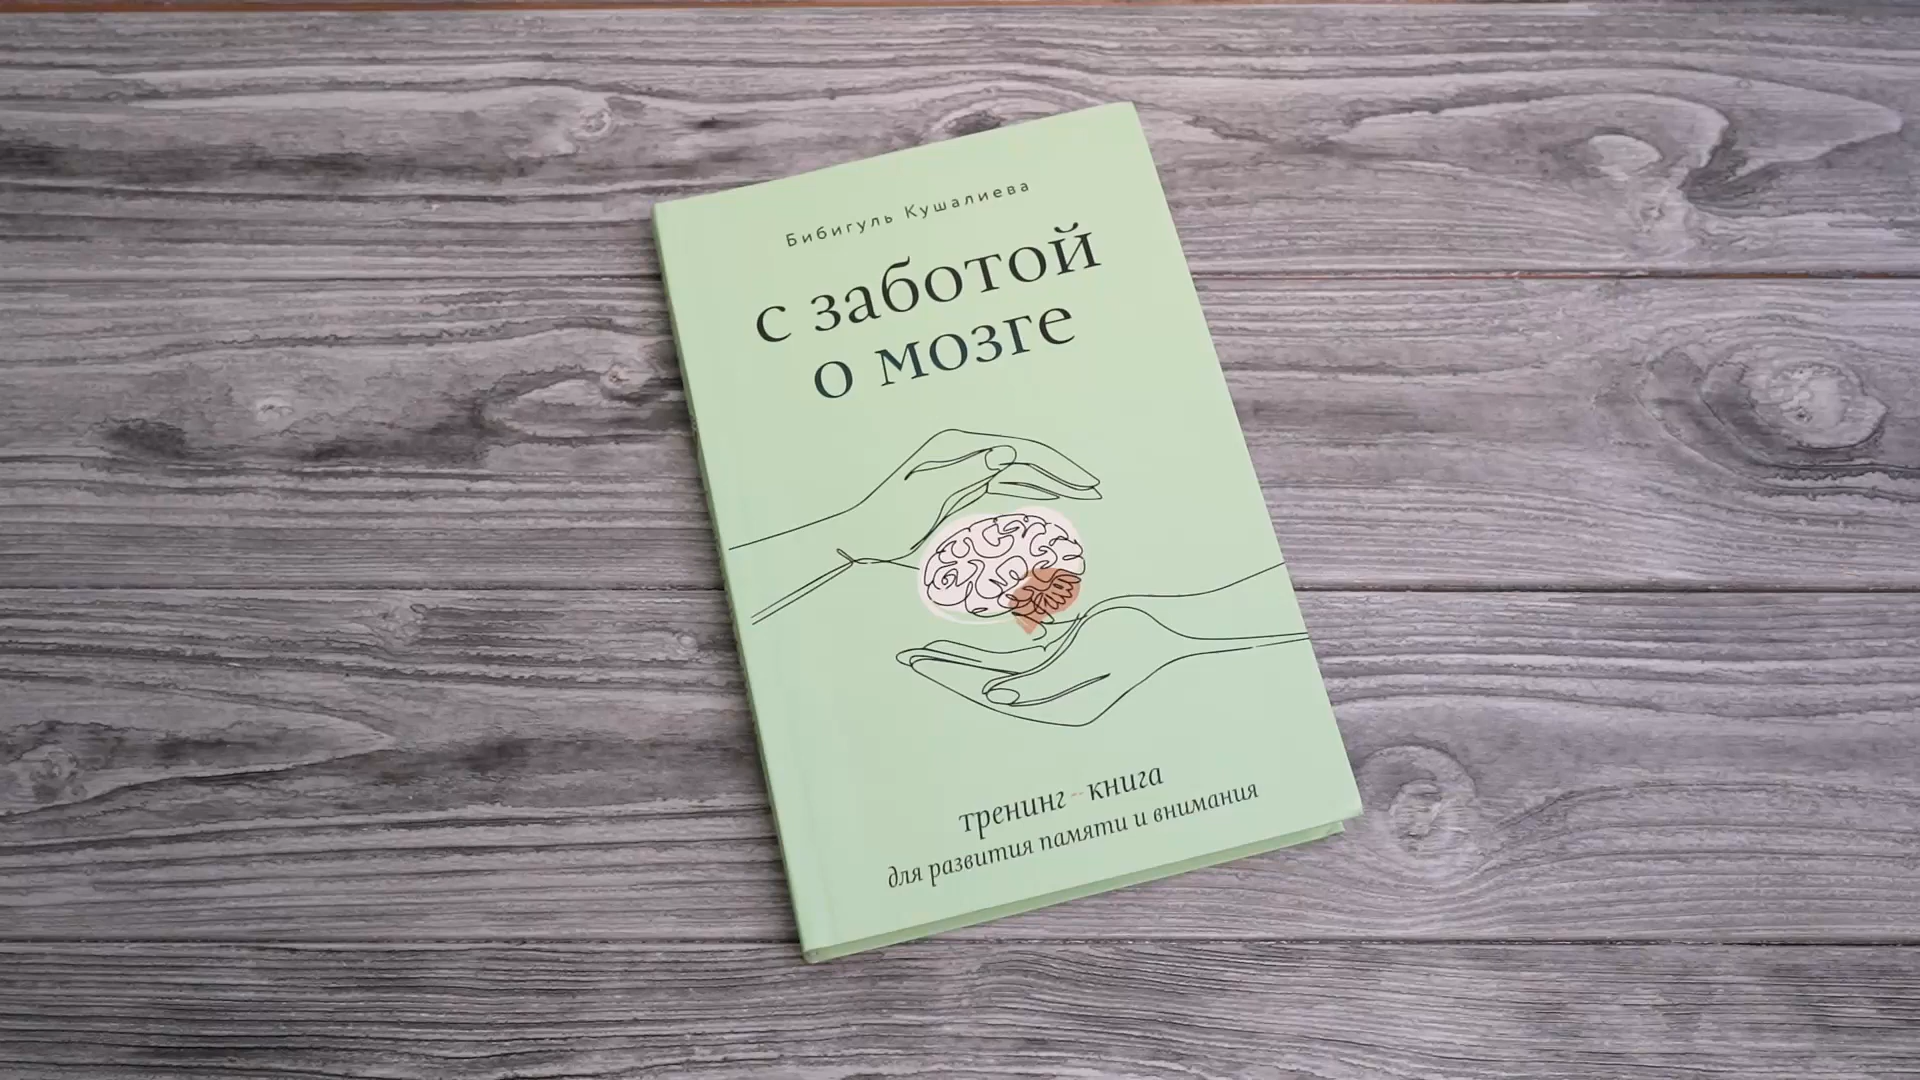 Бибигуль Кушалиева
с заботой
о мозге
тренинг-книга
для развития памяти и внимания